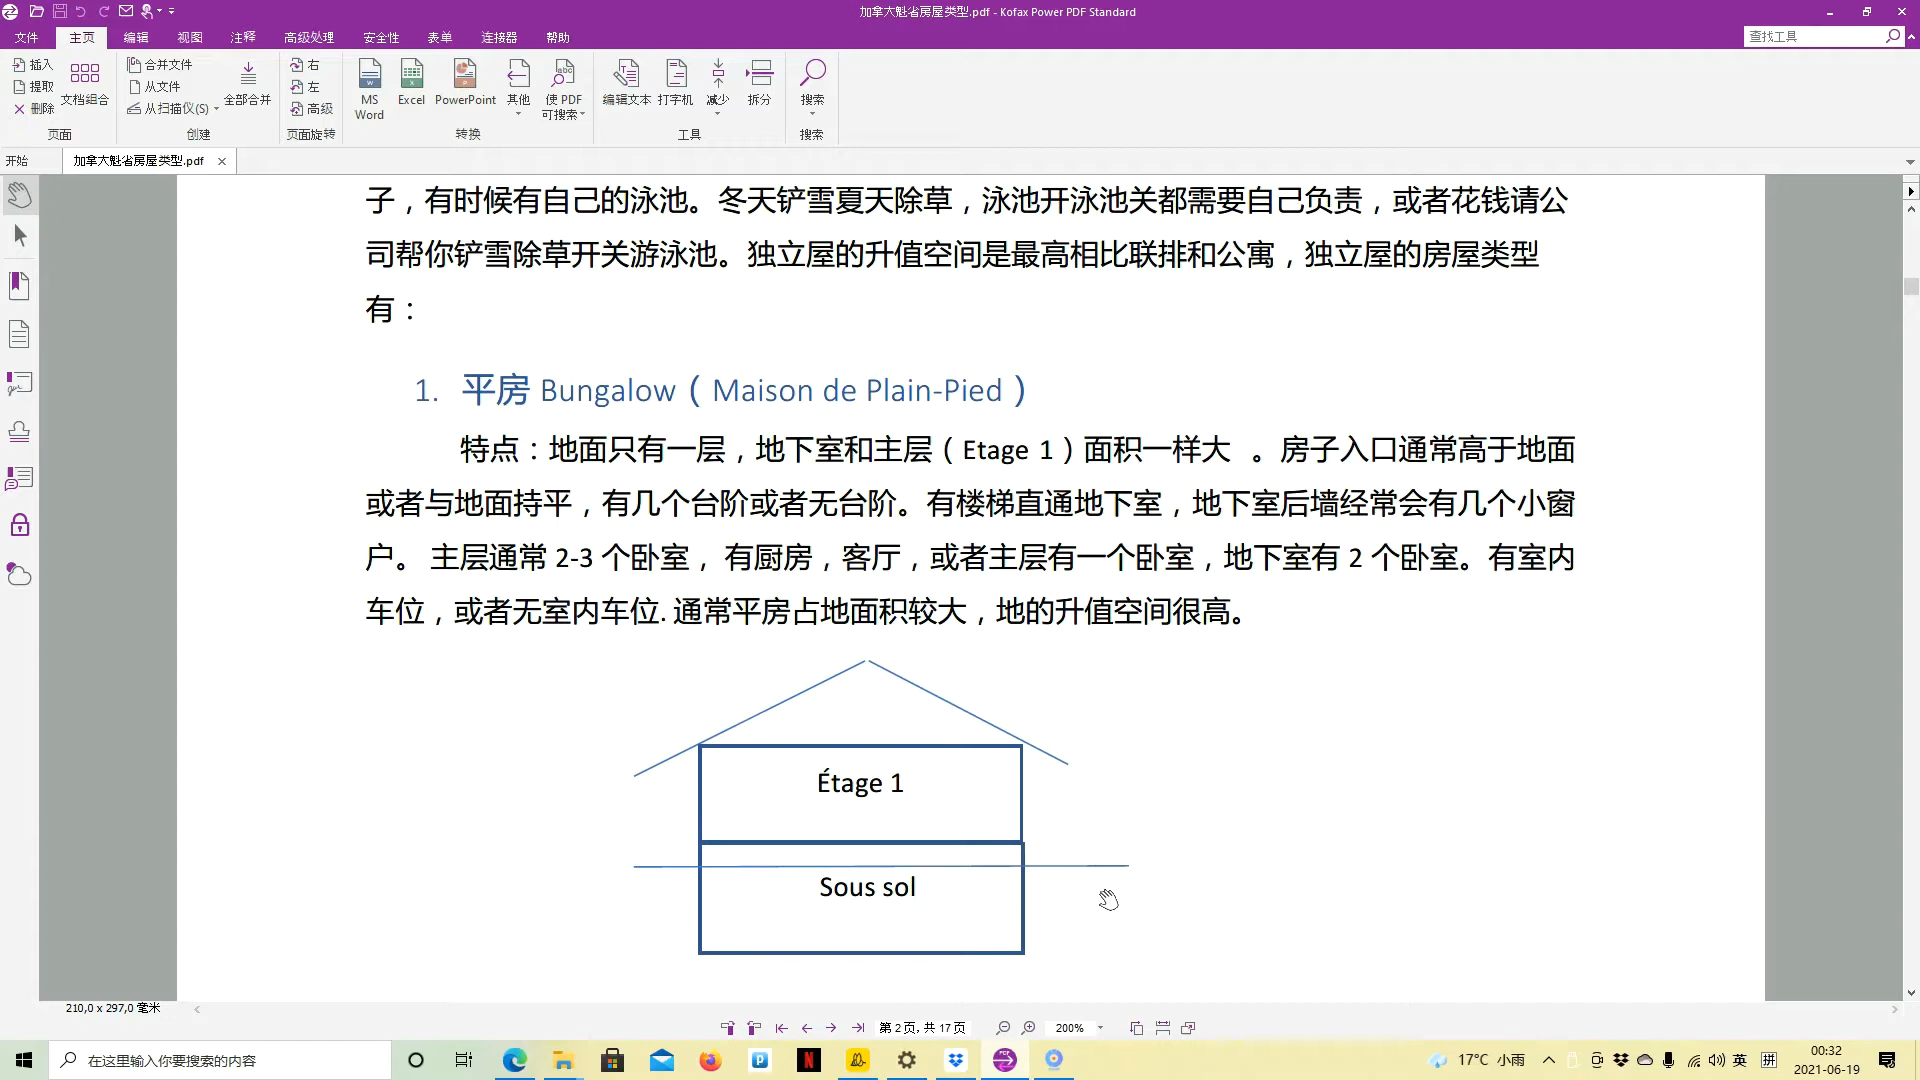 加拿大魁省房屋类型.pdf - Kofax Power PDF Standard
文件 主页 编辑 视图 注释 高级处理 安全性 表单 连接器 帮助
查找工具
插入
提取
删除
文档组合
页面
合并文件
从文件
从扫描仪(S)
全部合并
创建
右
左
高级
页面旋转
MS Word
Excel
PowerPoint
其他
使 PDF 可搜索
转换
编辑文本
打字机
减少
拆分
工具
搜索
搜索
开始
加拿大魁省房屋类型.pdf
子，有时候有自己的泳池。冬天铲雪夏天除草，泳池开泳池关都需要自己负责，或者花钱请公
司帮你铲雪除草开关游泳池。独立屋的升值空间是最高相比联排和公寓，独立屋的房屋类型
有：
1. 平房 Bungalow（Maison de Plain-Pied）
特点：地面只有一层，地下室和主层（Etage 1）面积一样大 。房子入口通常高于地面
或者与地面持平，有几个台阶或者无台阶。有楼梯直通地下室，地下室后墙经常会有几个小窗
户。 主层通常 2-3 个卧室， 有厨房，客厅，或者主层有一个卧室，地下室有 2 个卧室。有室内
车位，或者无室内车位. 通常平房占地面积较大，地的升值空间很高。
Étage 1
Sous sol
210,0 x 297,0 毫米
第 2 页, 共 17 页
200%
在这里输入你要搜索的内容
17°C 小雨
英
拼
00:32
2021-06-19